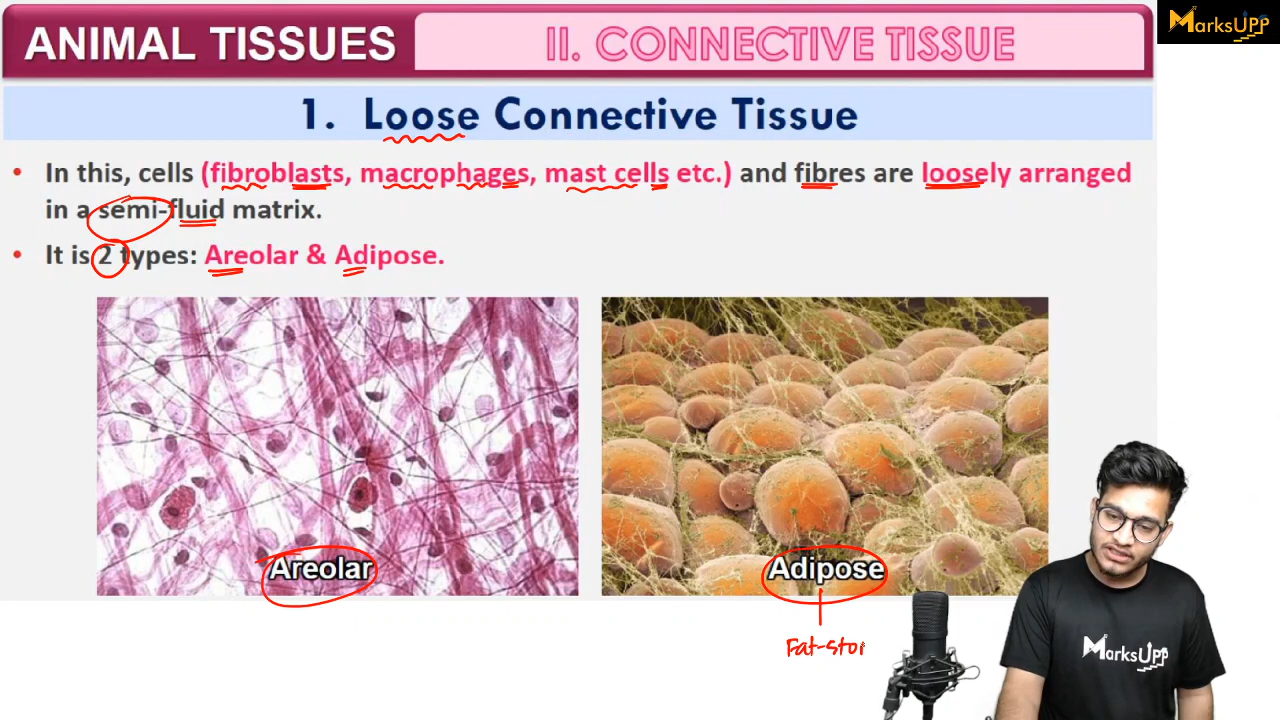 ANIMAL TISSUES
II. CONNECTIVE TISSUE
MarksUPP
1. Loose Connective Tissue
• In this, cells (fibroblasts, macrophages, mast cells etc.) and fibres are loosely arranged
in a semi-fluid matrix.
• It is 2 types: Areolar & Adipose.
Areolar
Adipose
Fat-stor
MarksUPP